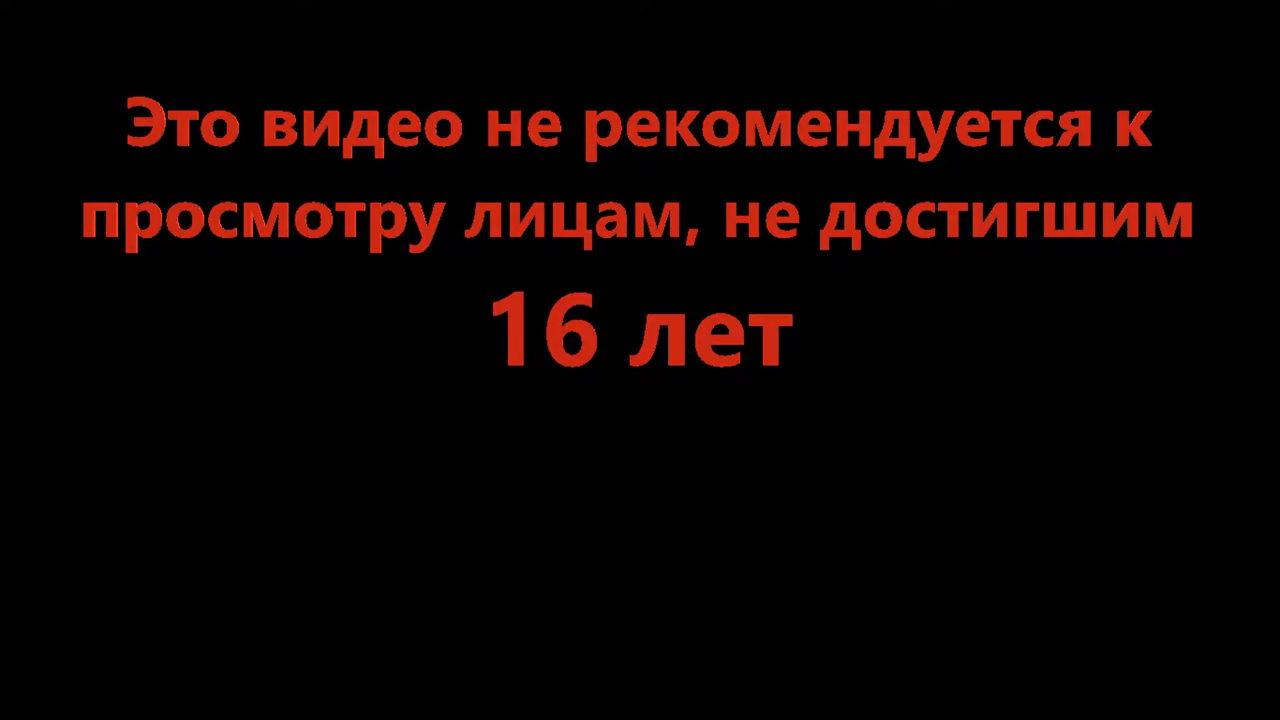 Это видео не рекомендуется к
просмотру лицам, не достигшим
16 лет